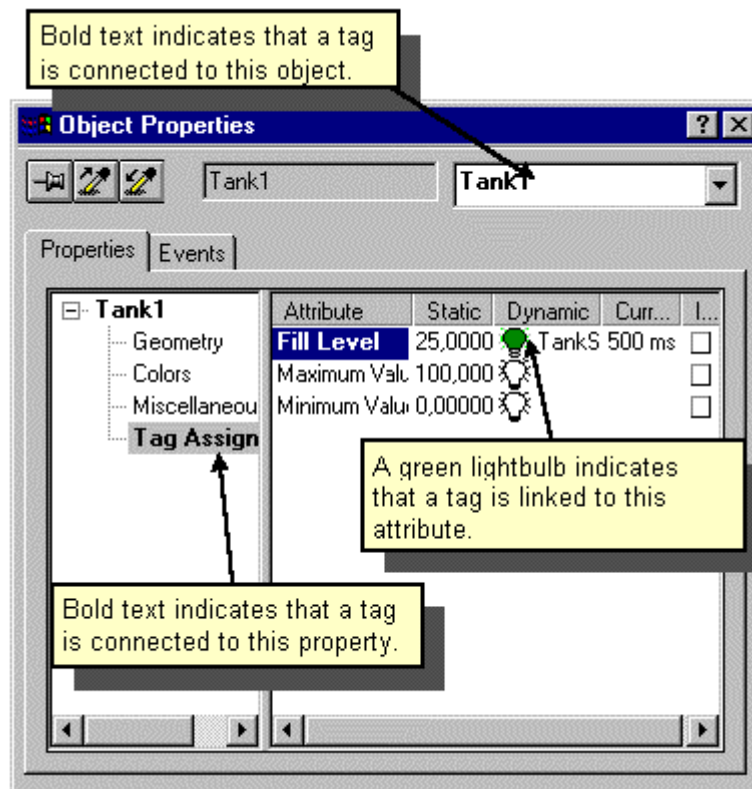 Bold text indicates that a tag
is connected to this object.
Object Properties
Tank1
Tank1
Properties
Events
Tank1
Geometry
Colors
Miscellaneou
Tag Assign
Attribute Static Dynamic Curr... I...
Fill Level 25,0000 TankS 500 ms
Maximum Valu 100,000
Minimum Valu 0,00000
A green lightbulb indicates
that a tag is linked to this
attribute.
Bold text indicates that a tag
is connected to this property.